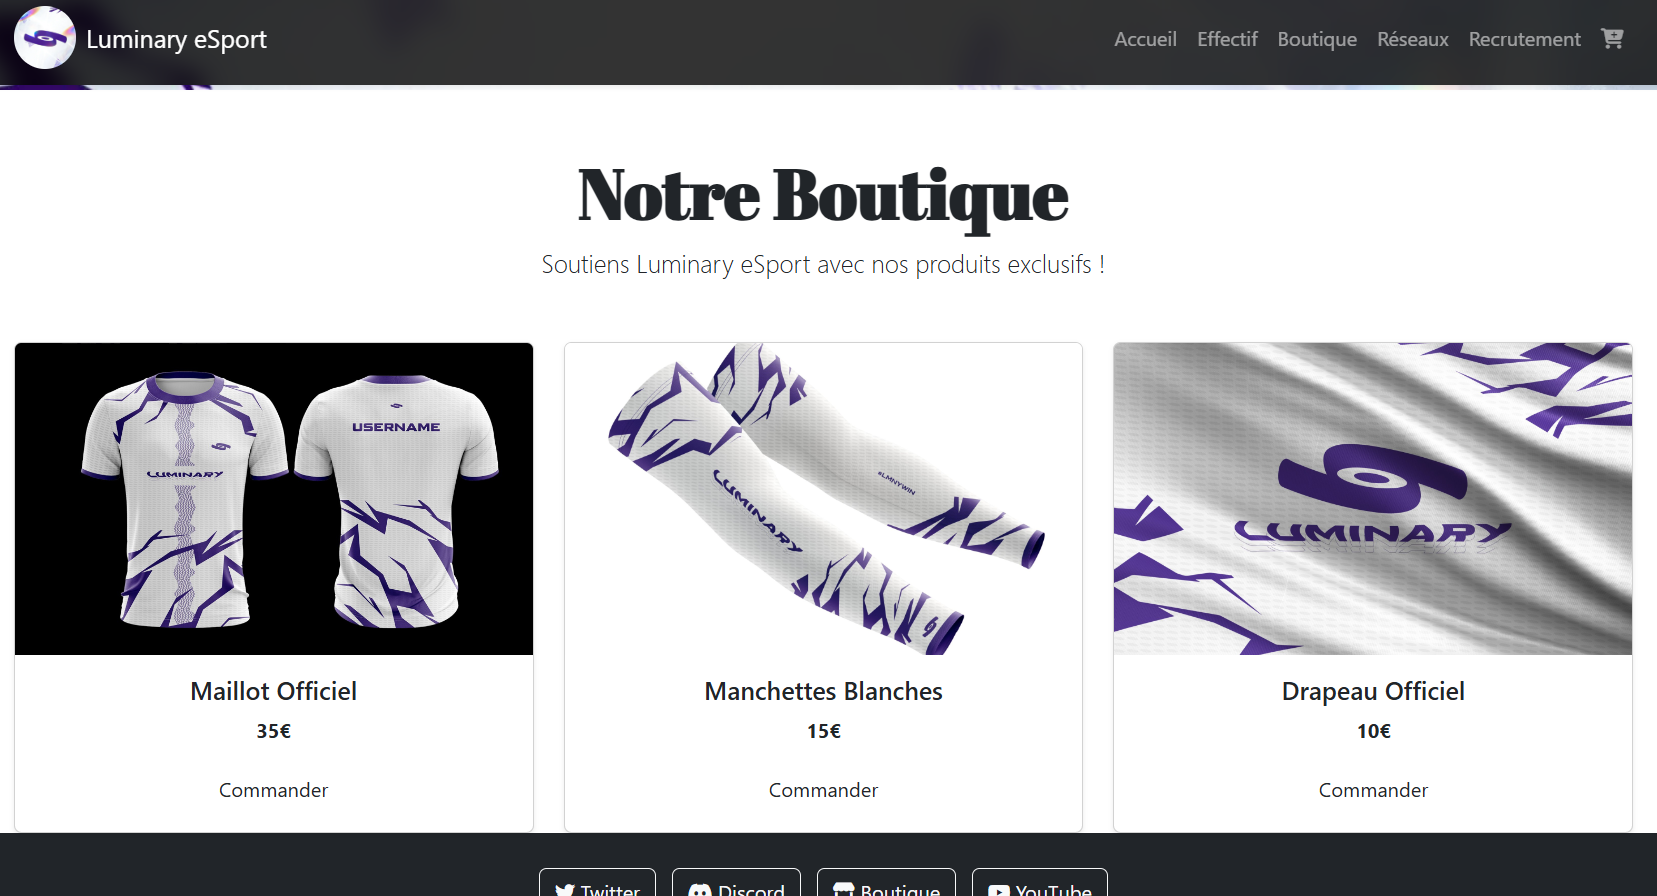 Luminary eSport
Accueil Effectif Boutique Réseaux Recrutement
Notre Boutique
Soutiens Luminary eSport avec nos produits exclusifs !
LUMINARY
USERNAME
LUMINARY
#LMNYWIN
LUMINARY
Maillot Officiel
35€
Commander
Manchettes Blanches
15€
Commander
Drapeau Officiel
10€
Commander
Twitter Discord Boutique YouTube